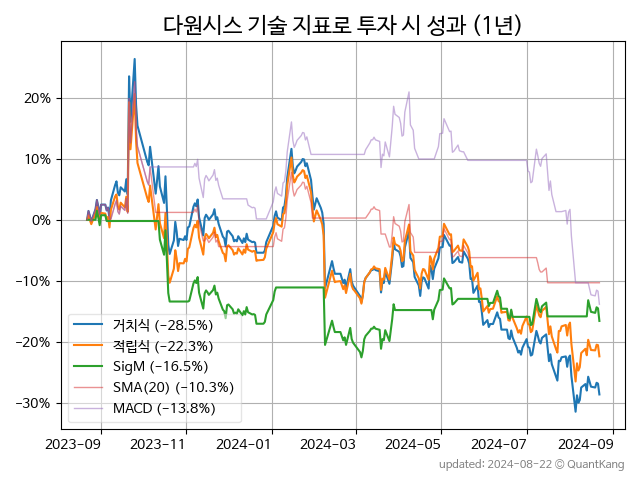 다원시스 기술 지표로 투자 시 성과 (1년)
20%
10%
0%
−10%
−20%
−30%
거치식 (−28.5%)
적립식 (−22.3%)
SigM (−16.5%)
SMA(20) (−10.3%)
MACD (−13.8%)
2023-09
2023-11
2024-01
2024-03
2024-05
2024-07
2024-09
updated: 2024-08-22 © QuantKang